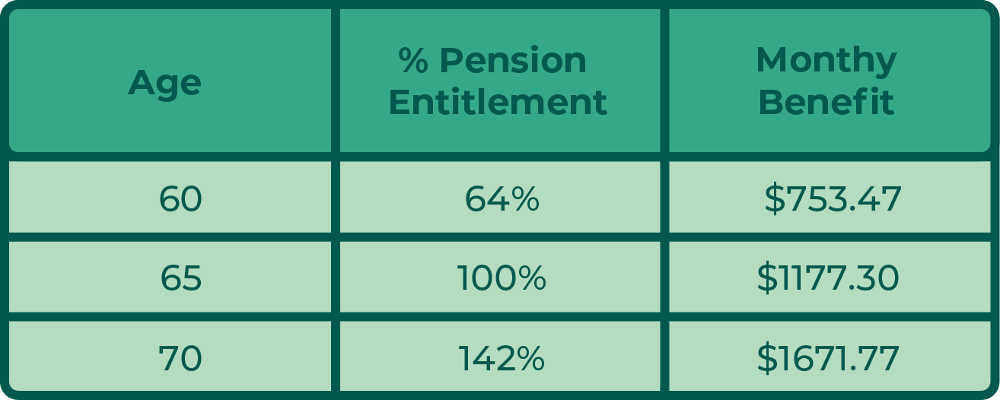 Age
% Pension
Entitlement
Monthy
Benefit
60 64% $753.47
65 100% $1177.30
70 142% $1671.77